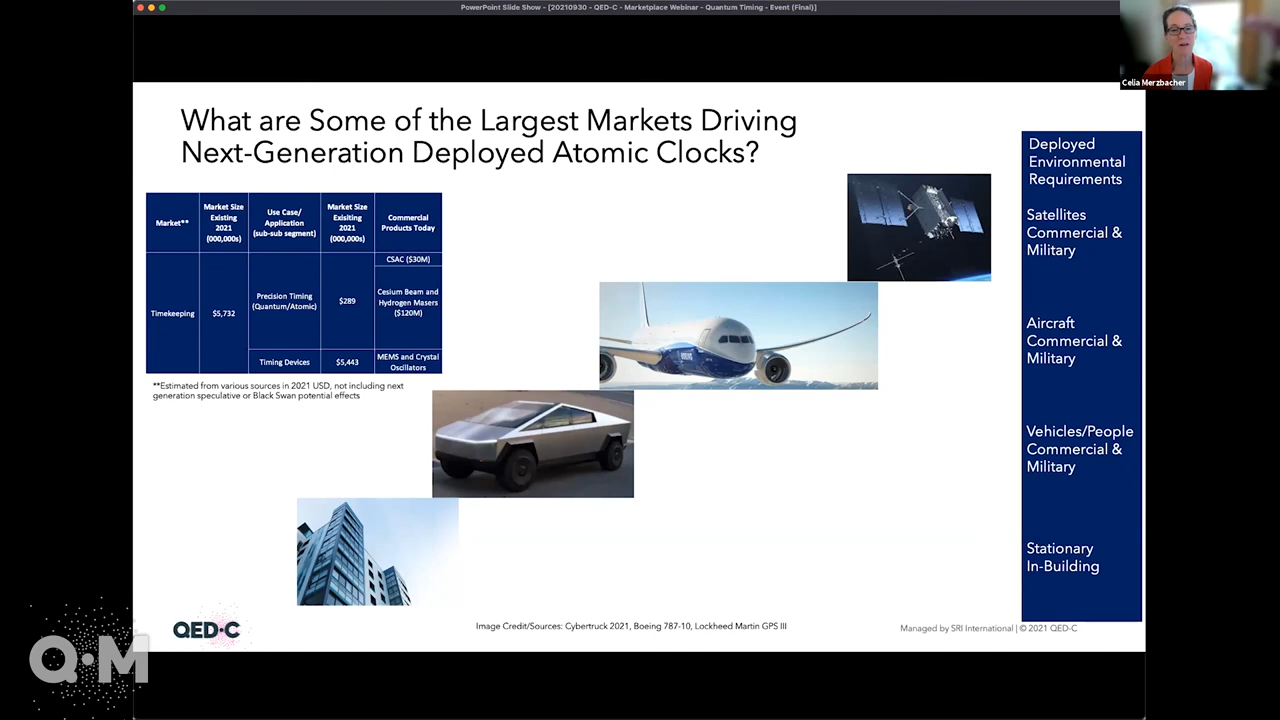 PowerPoint Slide Show - [20210930 - QED-C - Marketplace Webinar - Quantum Timing - Event (Final)]
Celia Merzbacher
What are Some of the Largest Markets Driving
Next-Generation Deployed Atomic Clocks?
Market**
Market Size
Existing
2021
(000,000s)
Use Case/
Application
(sub-sub segment)
Market Size
Exisiting
2021
(000,000s)
Commercial
Products Today
Timekeeping
$5,732
Precision Timing
(Quantum/Atomic)
$289
CSAC ($30M)
Cesium Beam and
Hydrogen Masers
($120M)
Timing Devices
$5,443
MEMS and Crystal
Oscillators
**Estimated from various sources in 2021 USD, not including next
generation speculative or Black Swan potential effects
Deployed
Environmental
Requirements
Satellites
Commercial &
Military
Aircraft
Commercial &
Military
Vehicles/People
Commercial &
Military
Stationary
In-Building
BOEING
QED·C
Image Credit/Sources: Cybertruck 2021, Boeing 787-10, Lockheed Martin GPS III
Managed by SRI International | © 2021 QED-C
Q·M